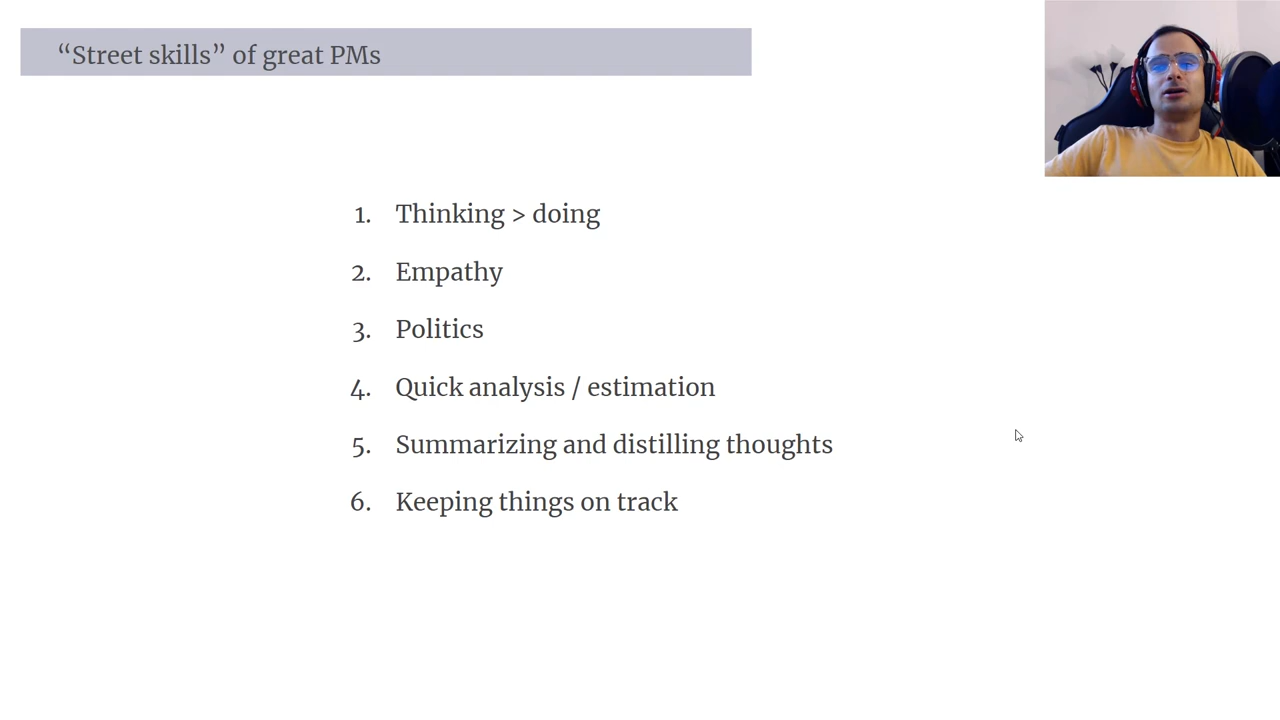 “Street skills” of great PMs
1. Thinking > doing
2. Empathy
3. Politics
4. Quick analysis / estimation
5. Summarizing and distilling thoughts
6. Keeping things on track